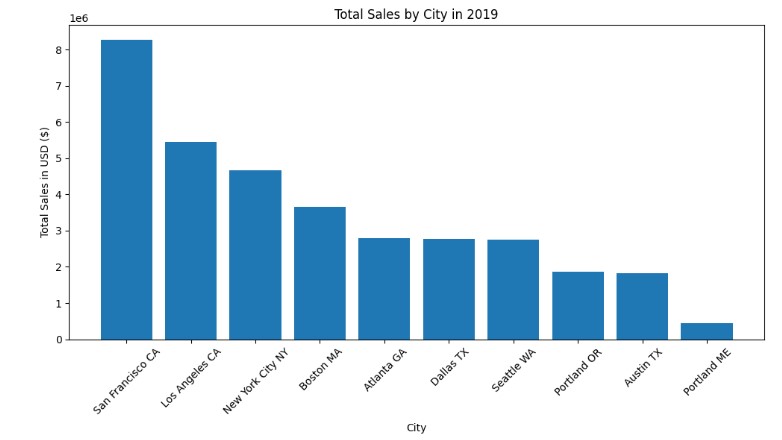 Total Sales by City in 2019
1e6
Total Sales in USD ($)
8
7
6
5
4
3
2
1
0
San Francisco CA
Los Angeles CA
New York City NY
Boston MA
Atlanta GA
Dallas TX
Seattle WA
Portland OR
Austin TX
Portland ME
City